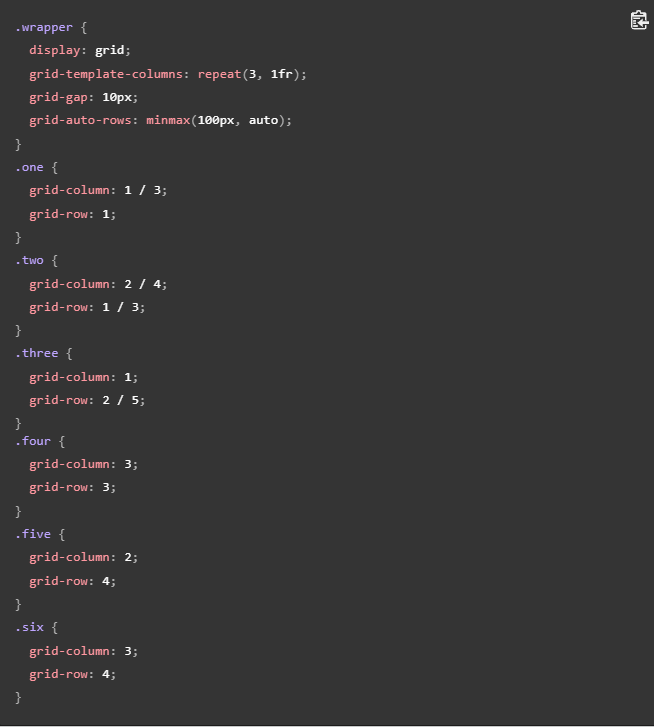 .wrapper {
  display: grid;
  grid-template-columns: repeat(3, 1fr);
  grid-gap: 10px;
  grid-auto-rows: minmax(100px, auto);
}
.one {
  grid-column: 1 / 3;
  grid-row: 1;
}
.two {
  grid-column: 2 / 4;
  grid-row: 1 / 3;
}
.three {
  grid-column: 1;
  grid-row: 2 / 5;
}
.four {
  grid-column: 3;
  grid-row: 3;
}
.five {
  grid-column: 2;
  grid-row: 4;
}
.six {
  grid-column: 3;
  grid-row: 4;
}